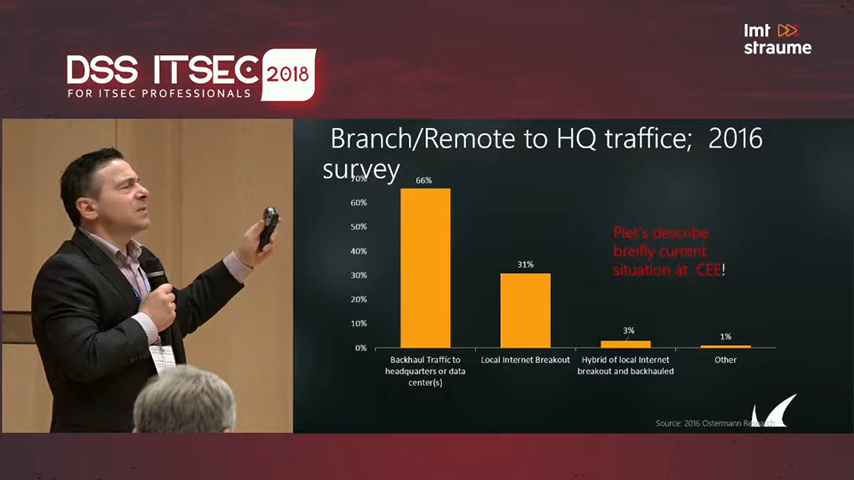 lmt
straume
DSS ITSEC 2018
FOR ITSEC PROFESSIONALS
Branch/Remote to HQ traffice; 2016
survey
70%
60%
50%
40%
30%
20%
10%
0%
66%
31%
3%
1%
Plet's describe
breifly current
situation at CEE!
Backhaul Traffic to
headquarters or data
center(s)
Local Internet Breakout
Hybrid of local Internet
breakout and backhauled
Other
Source: 2016 Ostermann